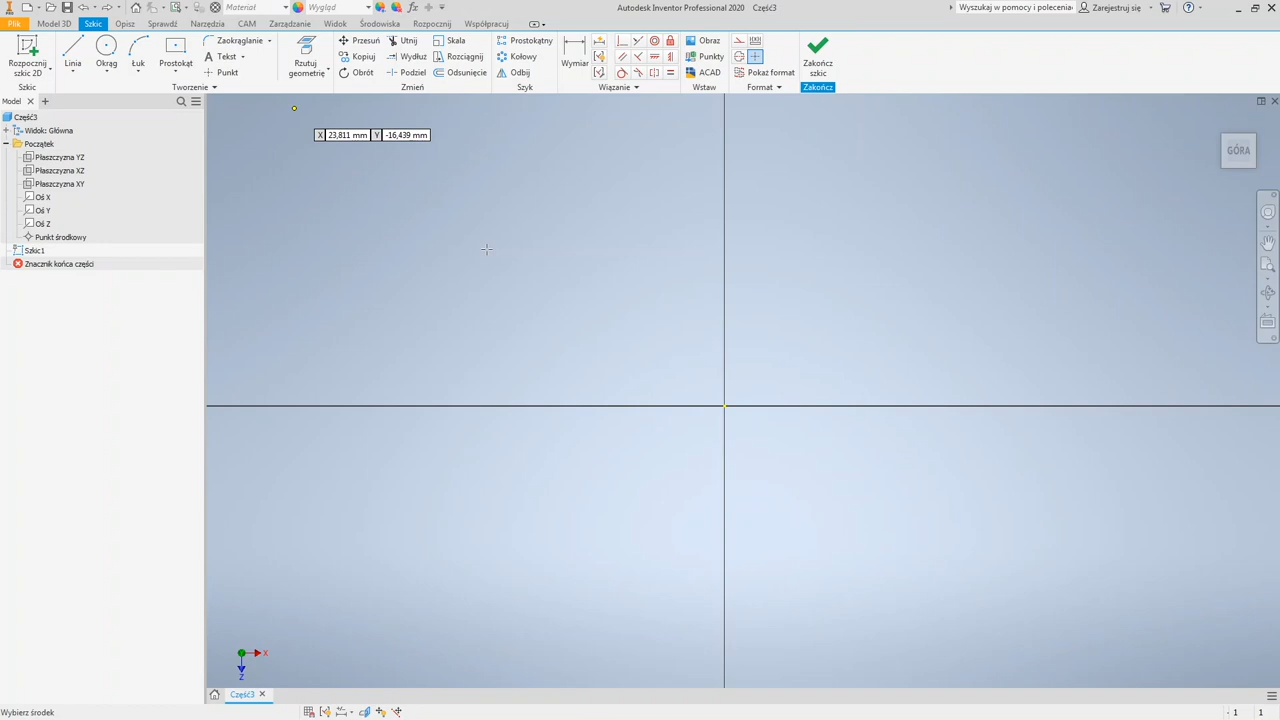 Materiał
Wygląd
Autodesk Inventor Professional 2020 Część3
Wyszukaj w pomocy i polecenia
Zarejestruj się
Plik
Model 3D
Szkic
Opisz
Sprawdź
Narzędzia
CAM
Zarządzanie
Widok
Środowiska
Rozpocznij
Współpracuj
Rozpocznij
szkic 2D
Szkic
Linia
Okrąg
Łuk
Prostokąt
Zaokrąglanie
Tekst
Punkt
Tworzenie
Rzutuj
geometrię
Przesuń
Kopiuj
Obrót
Utnij
Wydłuż
Podziel
Skala
Rozciągnij
Odsunięcie
Zmień
Prostokątny
Kołowy
Odbij
Szyk
Wymiar
Wiązanie
Obraz
Punkty
ACAD
Wstaw
Pokaż format
Format
Zakończ
szkic
Zakończ
Model
Część3
Widok: Główna
Początek
Płaszczyzna YZ
Płaszczyzna XZ
Płaszczyzna XY
Oś X
Oś Y
Oś Z
Punkt środkowy
Szkic1
Znacznik końca części
X 23,811 mm Y -16,439 mm
GÓRA
X
Z
Część3
Wybierz środek
1
1